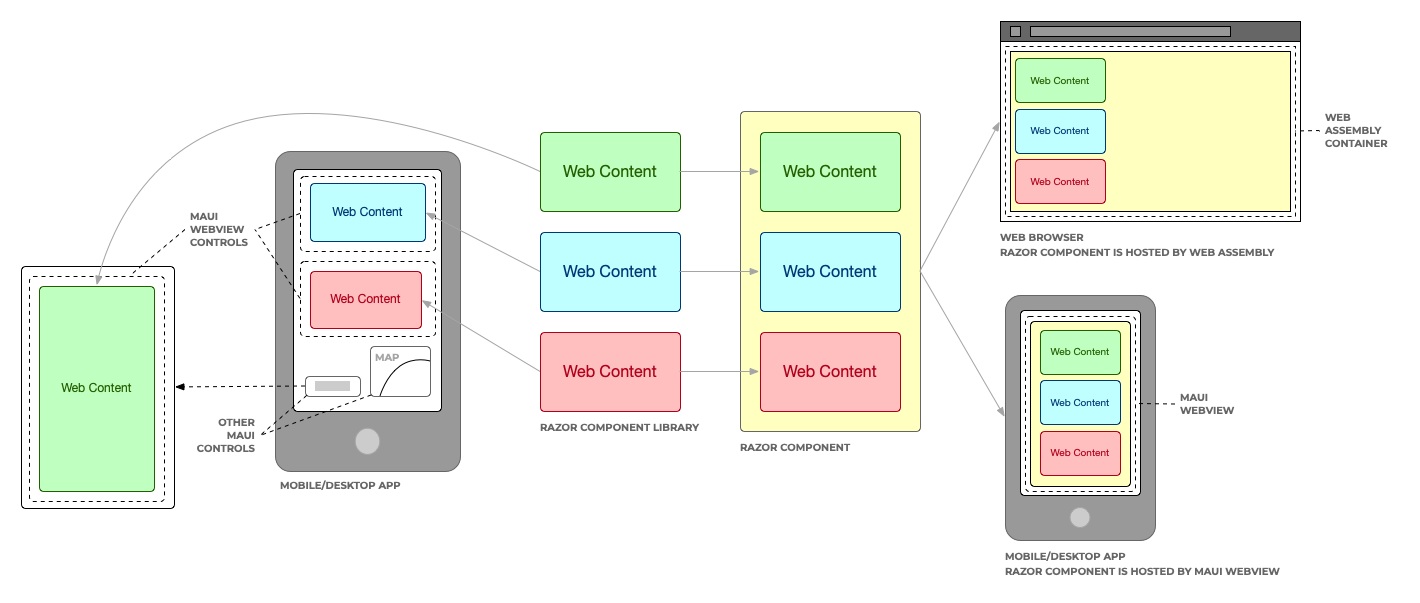 MAUI
WEBVIEW
CONTROLS
Web Content
OTHER
MAUI
CONTROLS
Web Content
Web Content
MAP
MOBILE/DESKTOP APP
Web Content
Web Content
Web Content
RAZOR COMPONENT LIBRARY
Web Content
Web Content
Web Content
RAZOR COMPONENT
Web Content
Web Content
Web Content
WEB
ASSEMBLY
CONTAINER
WEB BROWSER
RAZOR COMPONENT IS HOSTED BY WEB ASSEMBLY
Web Content
Web Content
Web Content
MAUI
WEBVIEW
MOBILE/DESKTOP APP
RAZOR COMPONENT IS HOSTED BY MAUI WEBVIEW